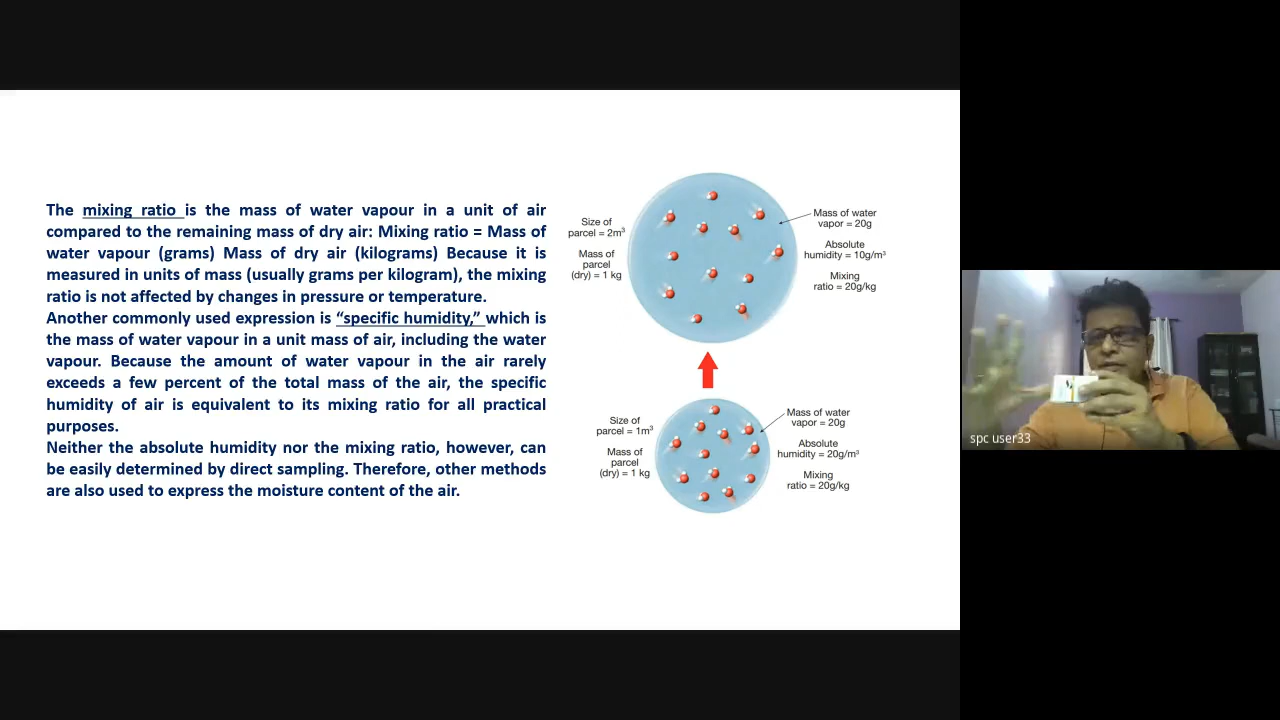 The mixing ratio is the mass of water vapour in a unit of air
compared to the remaining mass of dry air: Mixing ratio = Mass of
water vapour (grams) Mass of dry air (kilograms) Because it is
measured in units of mass (usually grams per kilogram), the mixing
ratio is not affected by changes in pressure or temperature.
Another commonly used expression is “specific humidity,” which is
the mass of water vapour in a unit mass of air, including the water
vapour. Because the amount of water vapour in the air rarely
exceeds a few percent of the total mass of the air, the specific
humidity of air is equivalent to its mixing ratio for all practical
purposes.
Neither the absolute humidity nor the mixing ratio, however, can
be easily determined by direct sampling. Therefore, other methods
are also used to express the moisture content of the air.
Size of
parcel = 2m³
Mass of
parcel
(dry) = 1 kg
Mass of water
vapor = 20g
Absolute
humidity = 10g/m³
Mixing
ratio = 20g/kg
Size of
parcel = 1m³
Mass of
parcel
(dry) = 1 kg
Mass of water
vapor = 20g
Absolute
humidity = 20g/m³
Mixing
ratio = 20g/kg
spc user33